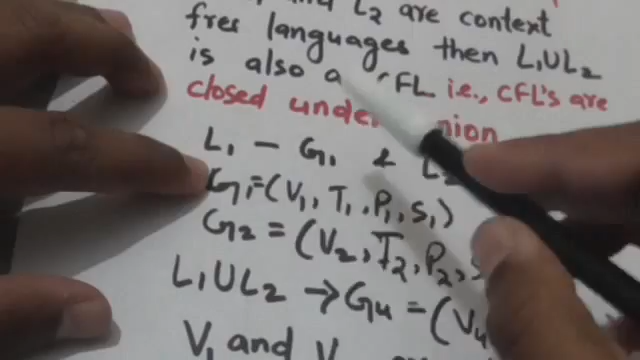 L2 are context
free languages then L1UL2
is also a CFL i.e., CFL's are
closed under union
L1 - G1 & L2
G1=(V1, T1, P1, S1)
G2 = (V2, T2, P2, S
L1UL2 → Gu = (Vu
V1 and V